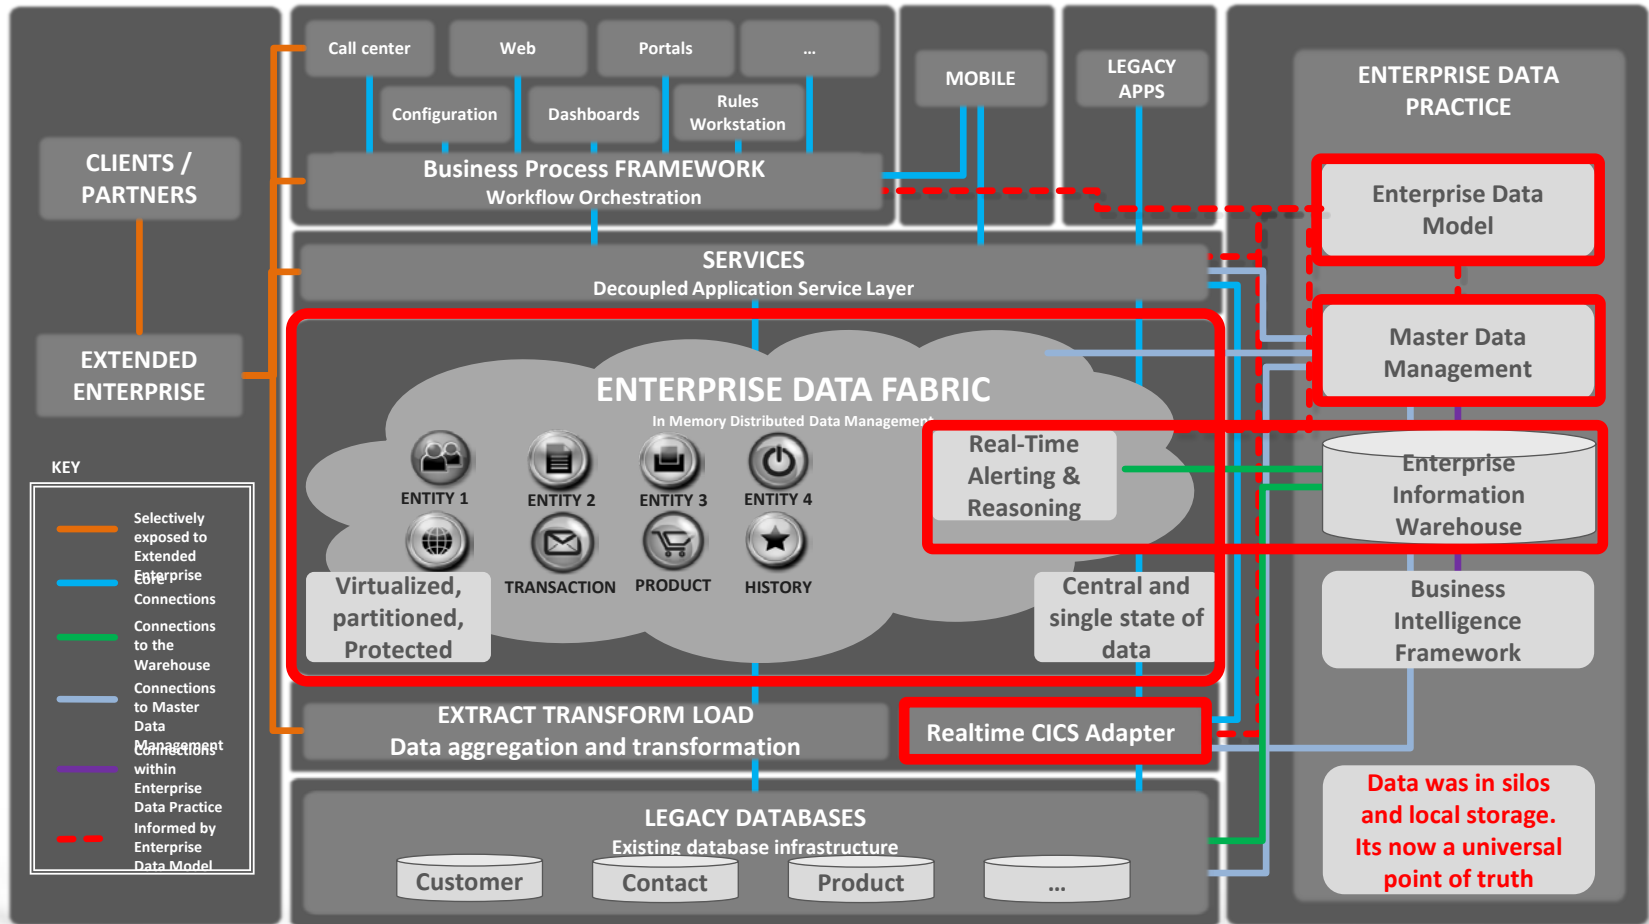 Call center
Web
Portals
...
Configuration
Dashboards
Rules
Workstation
Business Process FRAMEWORK
Workflow Orchestration
MOBILE
LEGACY
APPS
CLIENTS /
PARTNERS
EXTENDED
ENTERPRISE
SERVICES
Decoupled Application Service Layer
ENTERPRISE DATA FABRIC
In Memory Distributed Data Management
ENTITY 1
ENTITY 2
ENTITY 3
ENTITY 4
TRANSACTION
PRODUCT
HISTORY
Real-Time
Alerting &
Reasoning
Virtualized,
partitioned,
Protected
Central and
single state of
data
EXTRACT TRANSFORM LOAD
Data aggregation and transformation
Realtime CICS Adapter
LEGACY DATABASES
Existing database infrastructure
Customer
Contact
Product
...
ENTERPRISE DATA
PRACTICE
Enterprise Data
Model
Master Data
Management
Enterprise
Information
Warehouse
Business
Intelligence
Framework
Data was in silos
and local storage.
Its now a universal
point of truth
KEY
Selectively
exposed to
Extended
Enterprise
Core
Connections
Connections
to the
Warehouse
Connections
to Master
Data
Management
Connections
within
Enterprise
Data Practice
Informed by
Enterprise
Data Model